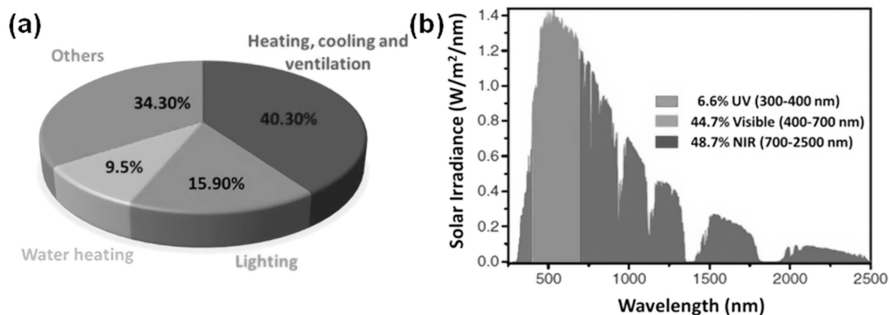 (a)
Heating, cooling and
ventilation
Others
34.30%
40.30%
9.5%
15.90%
Water heating
Lighting
(b)
Solar Irradiance (W/m²/nm)
1.4
1.2
1.0
0.8
0.6
0.4
0.2
0.0
6.6% UV (300-400 nm)
44.7% Visible (400-700 nm)
48.7% NIR (700-2500 nm)
500 1000 1500 2000 2500
Wavelength (nm)